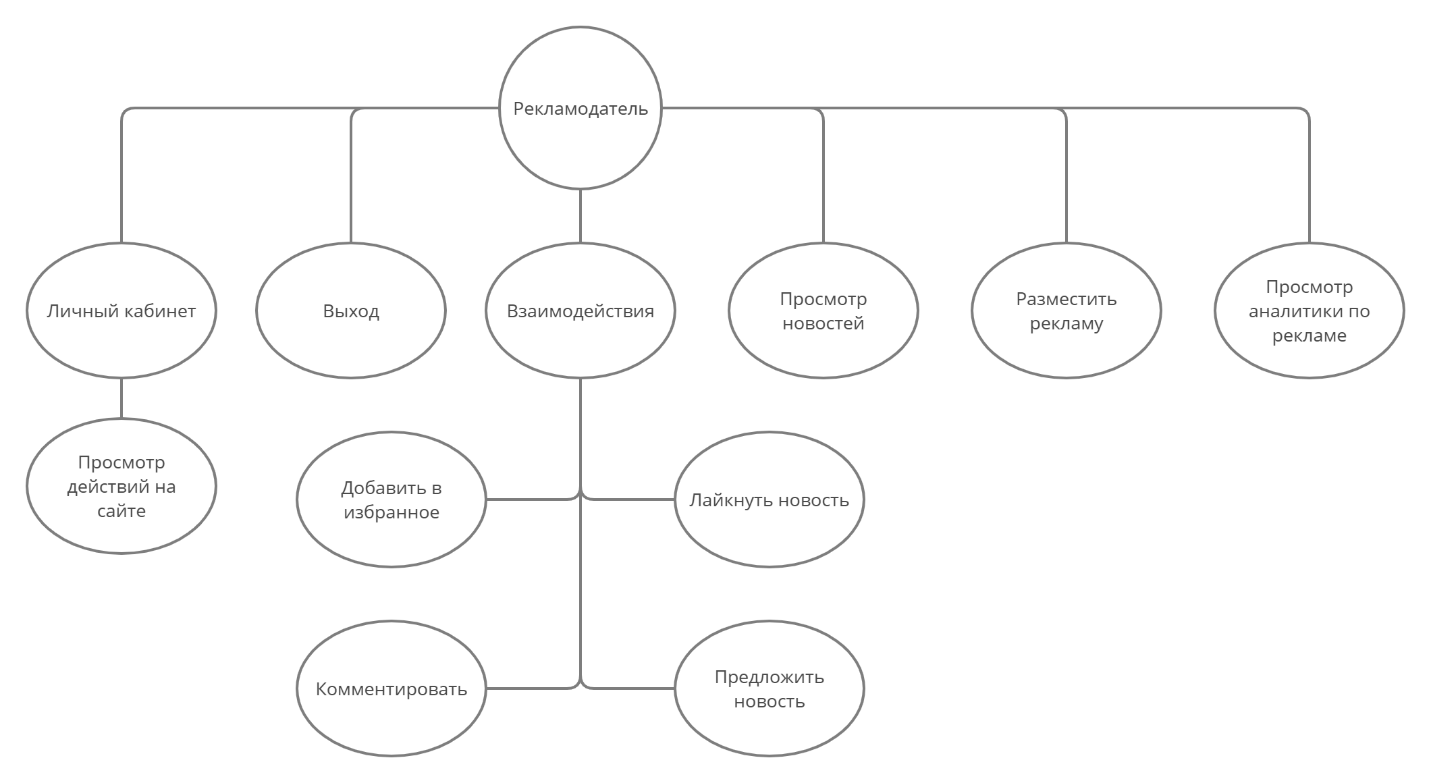 Рекламодатель
Личный кабинет
Выход
Взаимодействия
Просмотр
новостей
Разместить
рекламу
Просмотр
аналитики по
рекламе
Просмотр
действий на
сайте
Добавить в
избранное
Лайкнуть новость
Комментировать
Предложить
новость